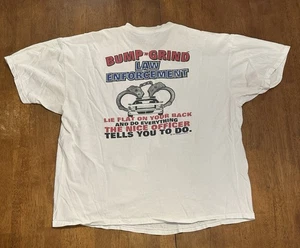 BUMP-N-GRIND
LAW
ENFORCEMENT
LIE FLAT ON YOUR BACK
AND DO EVERYTHING
THE NICE OFFICER
TELLS YOU TO DO.